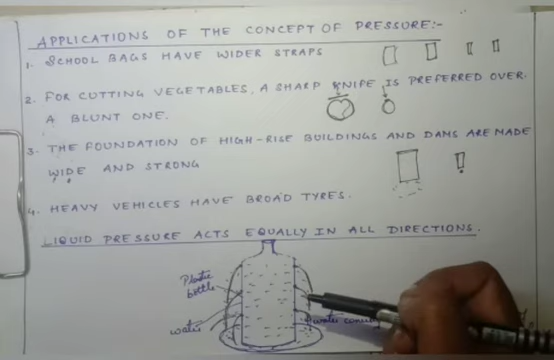 APPLICATIONS OF THE CONCEPT OF PRESSURE:-
1. SCHOOL BAGS HAVE WIDER STRAPS
2. FOR CUTTING VEGETABLES, A SHARP KNIFE IS PREFERRED OVER
A BLUNT ONE.
3. THE FOUNDATION OF HIGH-RISE BUILDINGS AND DAMS ARE MADE
WIDE AND STRONG
4. HEAVY VEHICLES HAVE BROAD TYRES.
LIQUID PRESSURE ACTS EQUALLY IN ALL DIRECTIONS.
Plastic
bottle
water
water